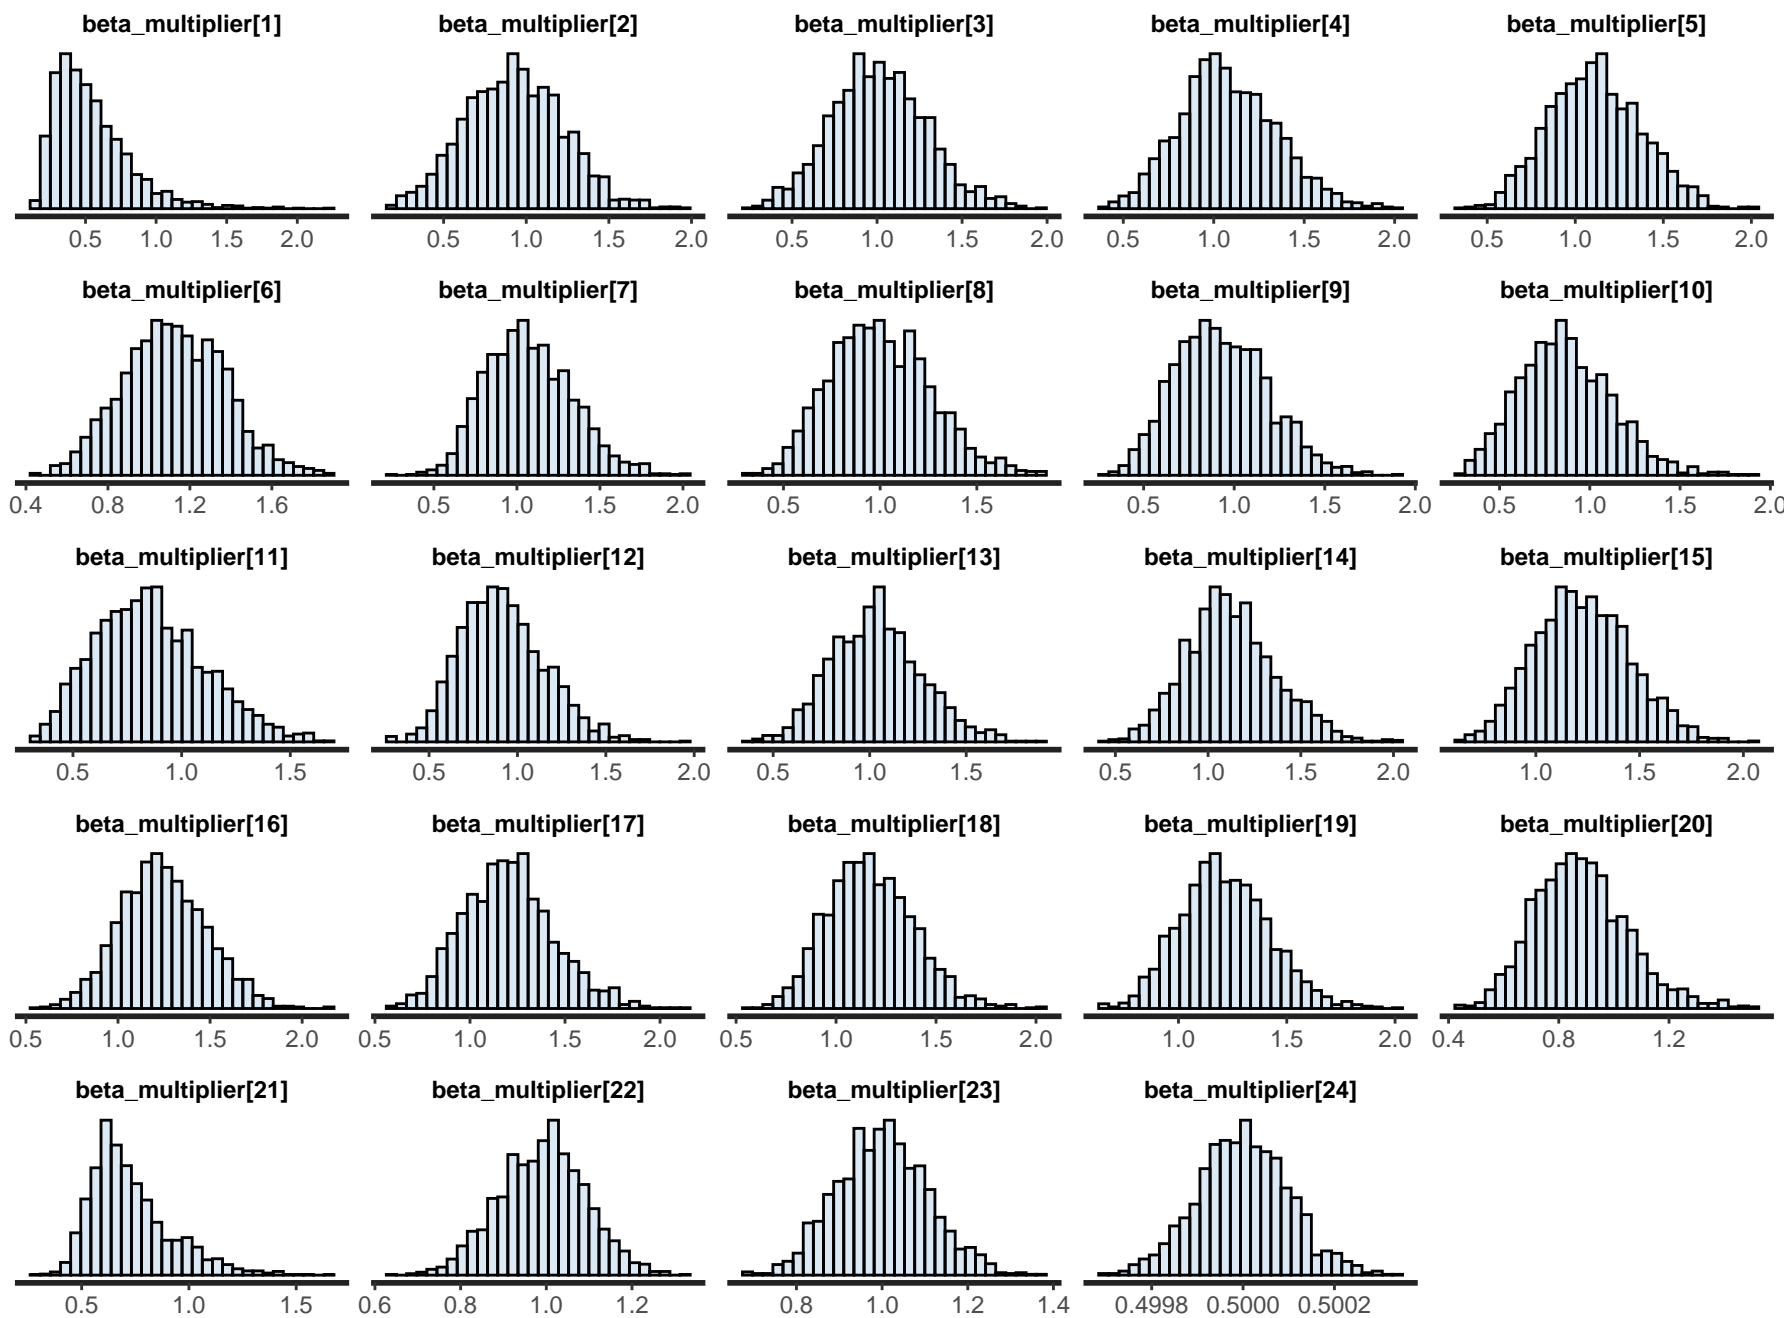 beta_multiplier[1] beta_multiplier[2] beta_multiplier[3] beta_multiplier[4] beta_multiplier[5]
0.5 1.0 1.5 2.0 0.5 1.0 1.5 2.0 0.5 1.0 1.5 2.0 0.5 1.0 1.5 2.0 0.5 1.0 1.5 2.0
beta_multiplier[6] beta_multiplier[7] beta_multiplier[8] beta_multiplier[9] beta_multiplier[10]
0.4 0.8 1.2 1.6 0.5 1.0 1.5 2.0 0.5 1.0 1.5 0.5 1.0 1.5 2.0 0.5 1.0 1.5 2.0
beta_multiplier[11] beta_multiplier[12] beta_multiplier[13] beta_multiplier[14] beta_multiplier[15]
0.5 1.0 1.5 0.5 1.0 1.5 2.0 0.5 1.0 1.5 0.5 1.0 1.5 2.0 1.0 1.5 2.0
beta_multiplier[16] beta_multiplier[17] beta_multiplier[18] beta_multiplier[19] beta_multiplier[20]
0.5 1.0 1.5 2.0 0.5 1.0 1.5 2.0 0.5 1.0 1.5 2.0 1.0 1.5 2.0 0.4 0.8 1.2
beta_multiplier[21] beta_multiplier[22] beta_multiplier[23] beta_multiplier[24]
0.5 1.0 1.5 0.6 0.8 1.0 1.2 0.8 1.0 1.2 1.4 0.4998 0.5000 0.5002